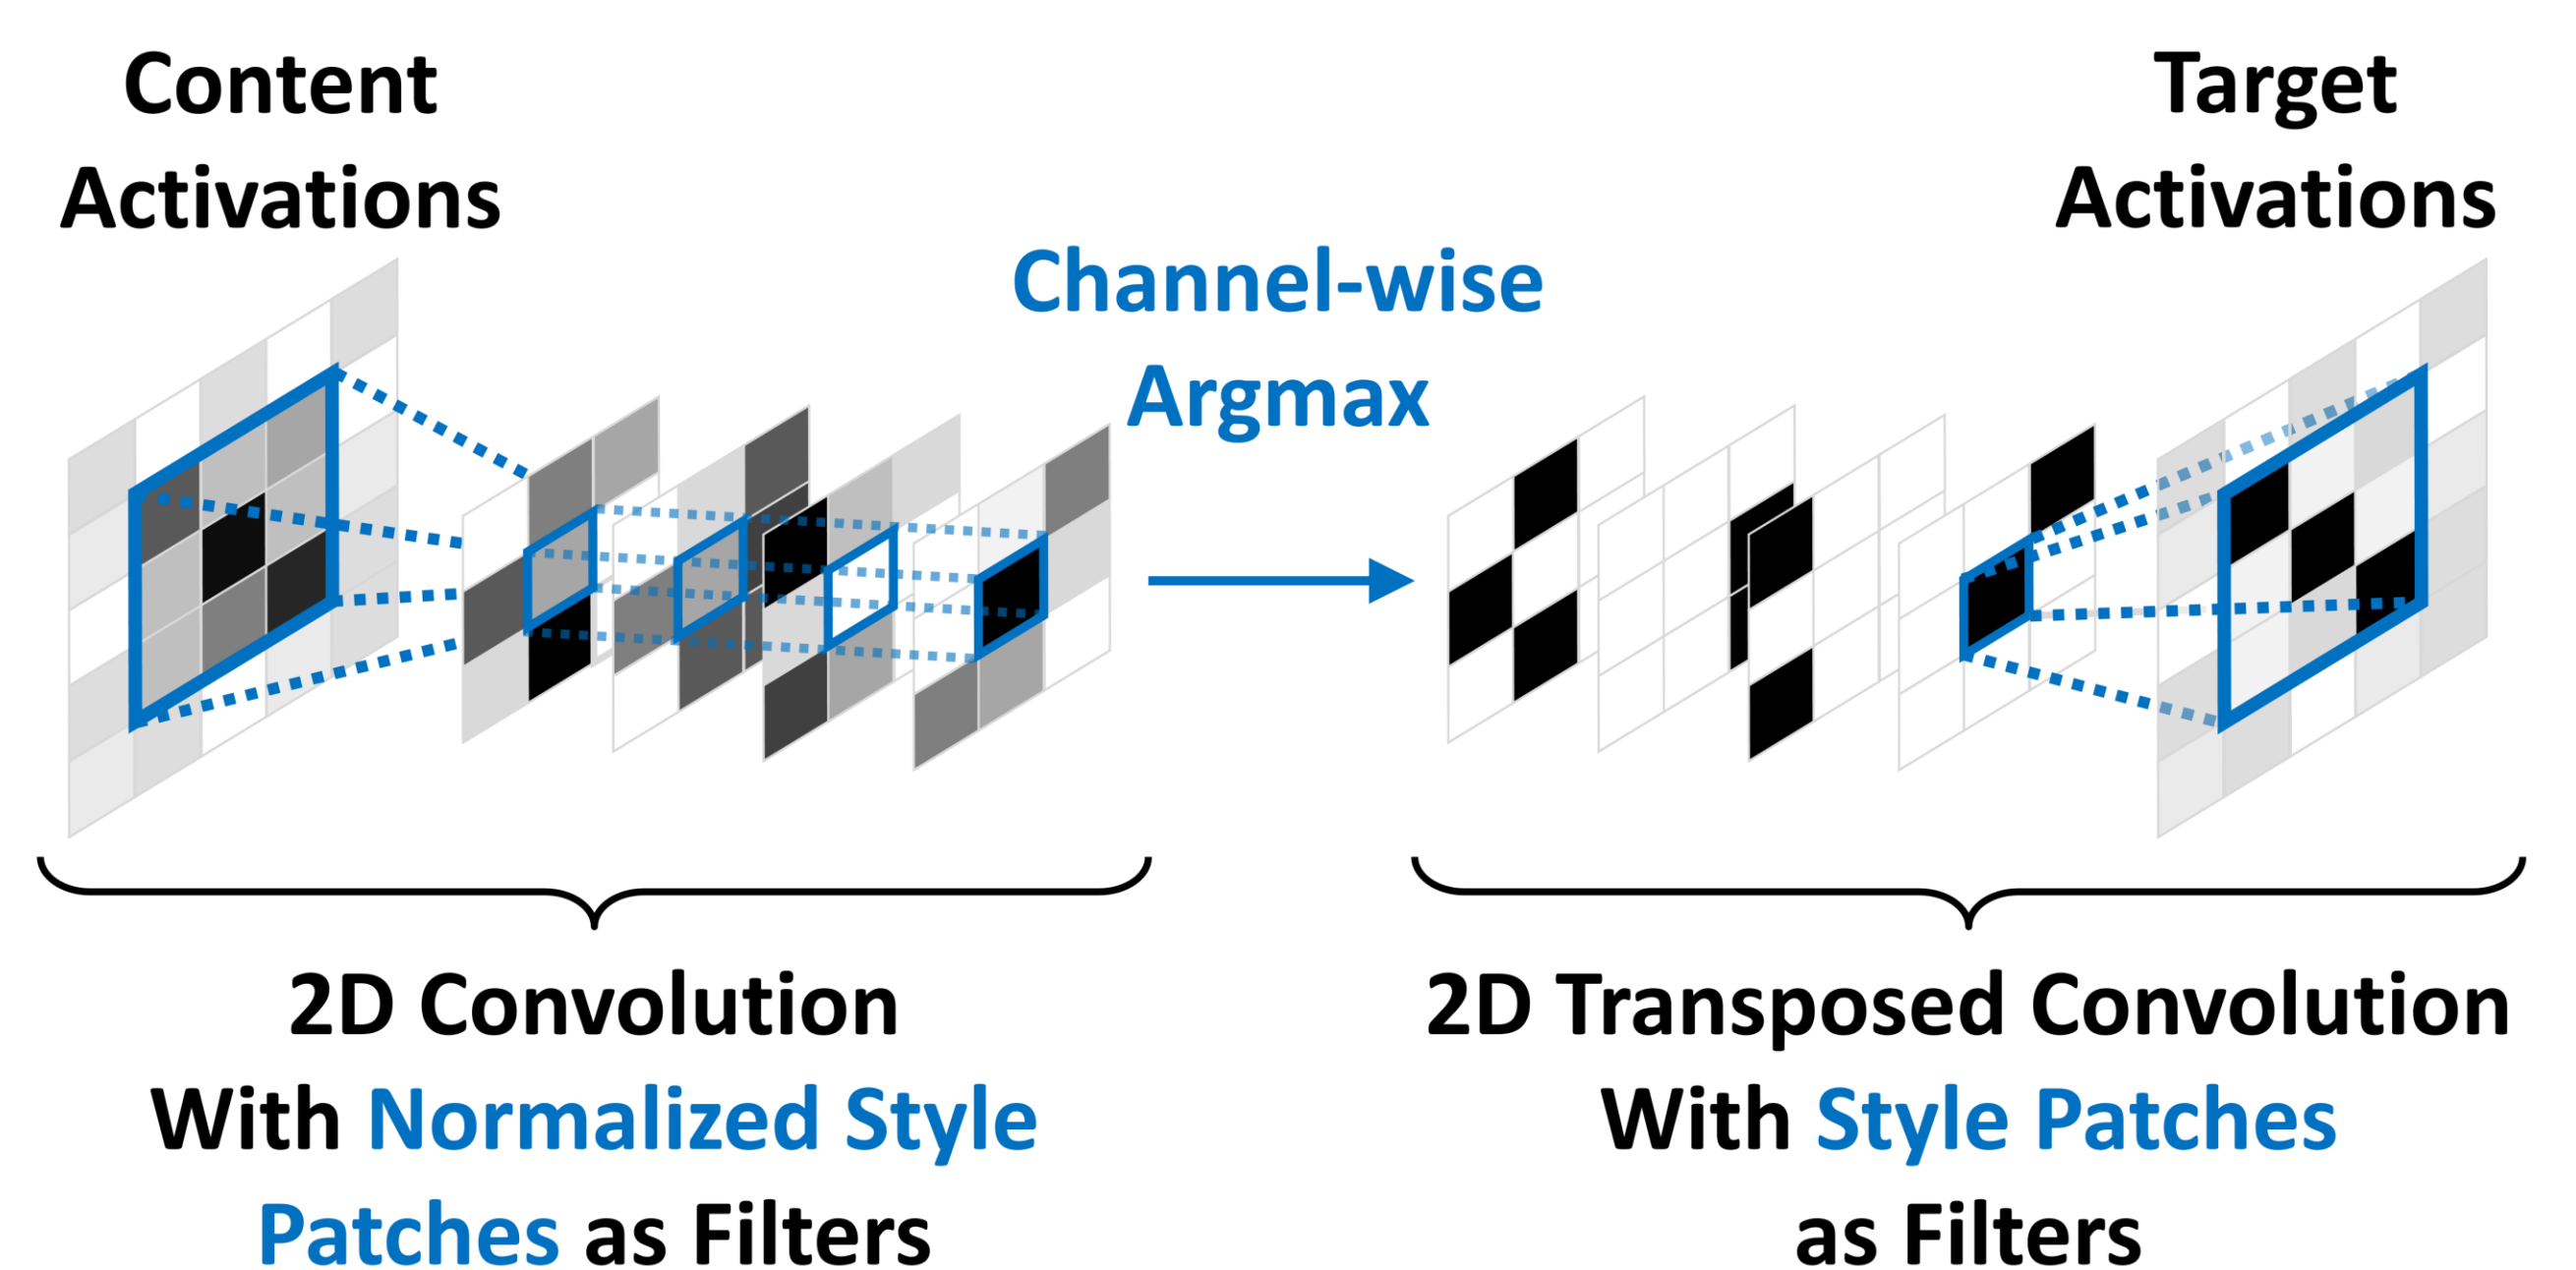 Content
Activations
Target
Activations
Channel-wise
Argmax
2D Convolution
With Normalized Style
Patches as Filters
2D Transposed Convolution
With Style Patches
as Filters